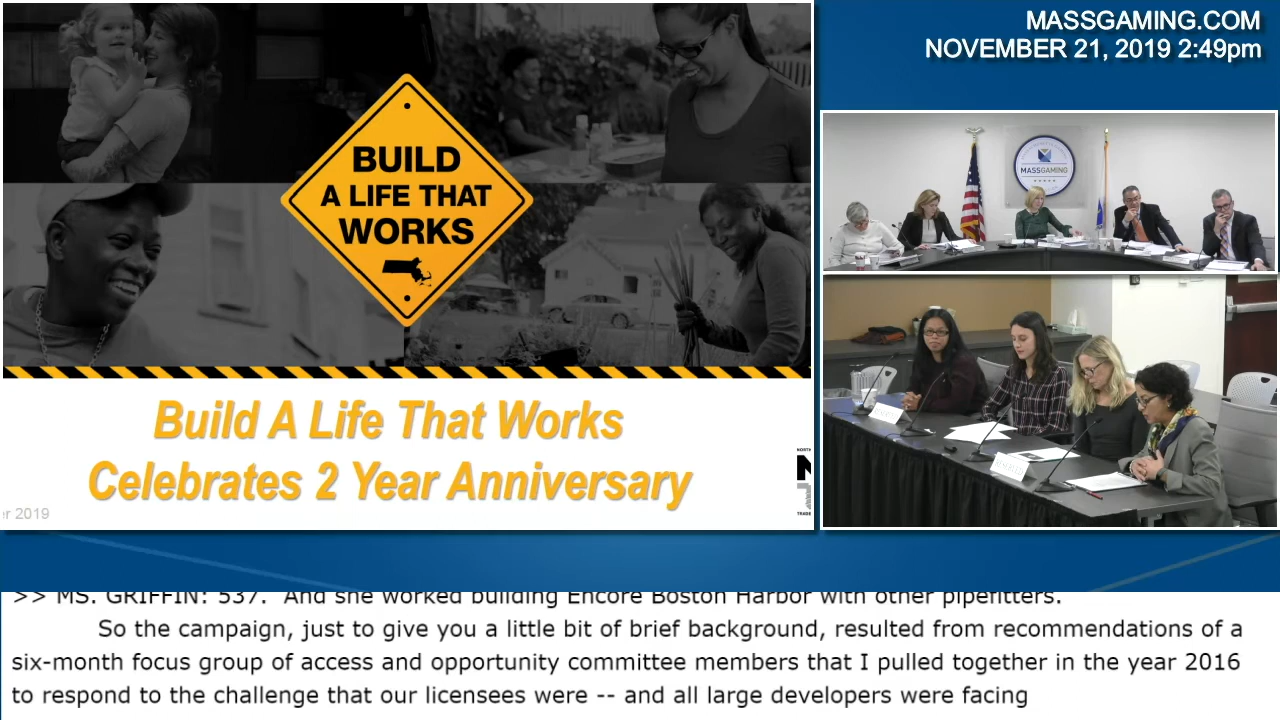 MASSGAMING.COM
NOVEMBER 21, 2019 2:49pm
BUILD
A LIFE THAT
WORKS
Build A Life That Works
Celebrates 2 Year Anniversary
r 2019
NORTH
N
TRADE
MASSGAMING
RESERVED
>> MS. GRIFFIN: 537. And she worked building Encore Boston Harbor with other pipefitters.
So the campaign, just to give you a little bit of brief background, resulted from recommendations of a
six-month focus group of access and opportunity committee members that I pulled together in the year 2016
to respond to the challenge that our licensees were -- and all large developers were facing